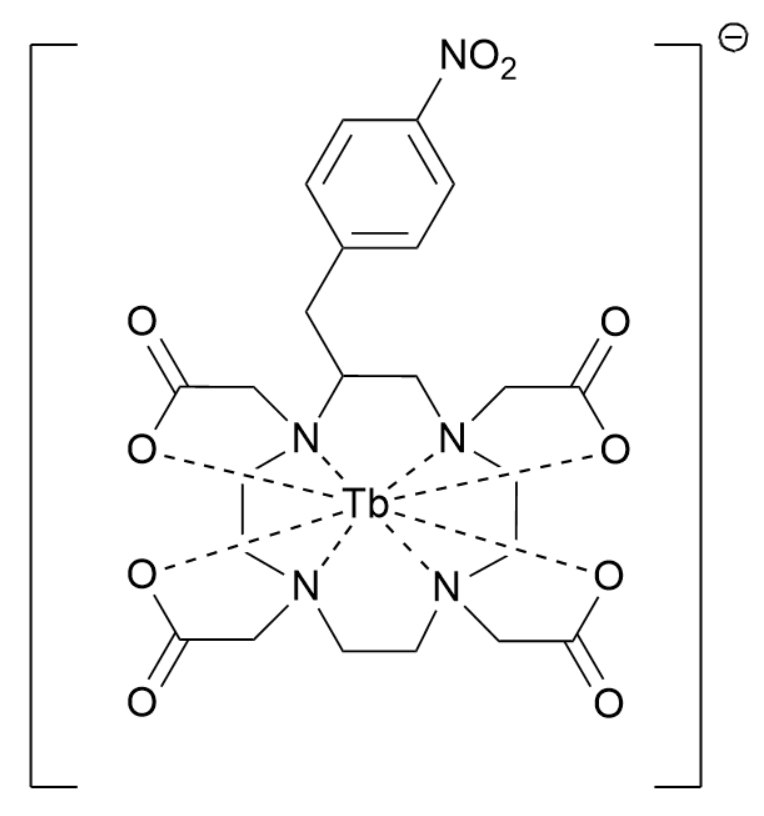 ⊖
NO₂
O O
O N N O
Tb
O N N O
O O